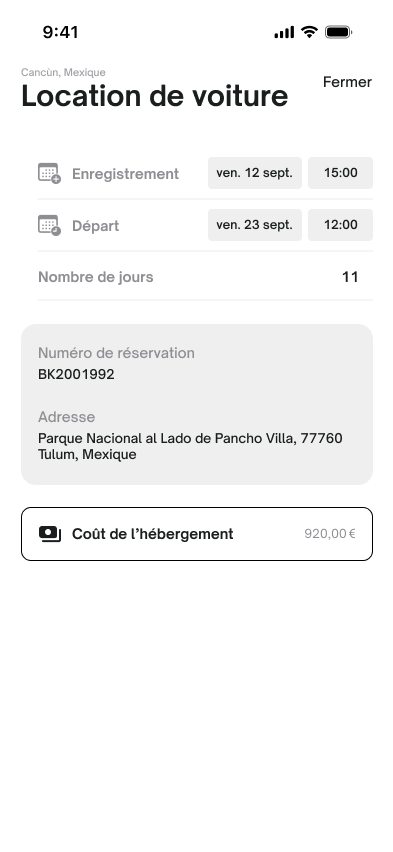 9:41
Cancùn, Mexique
Location de voiture
Fermer
Enregistrement ven. 12 sept. 15:00
Départ ven. 23 sept. 12:00
Nombre de jours 11
Numéro de réservation
BK2001992
Adresse
Parque Nacional al Lado de Pancho Villa, 77760
Tulum, Mexique
Coût de l’hébergement 920,00 €